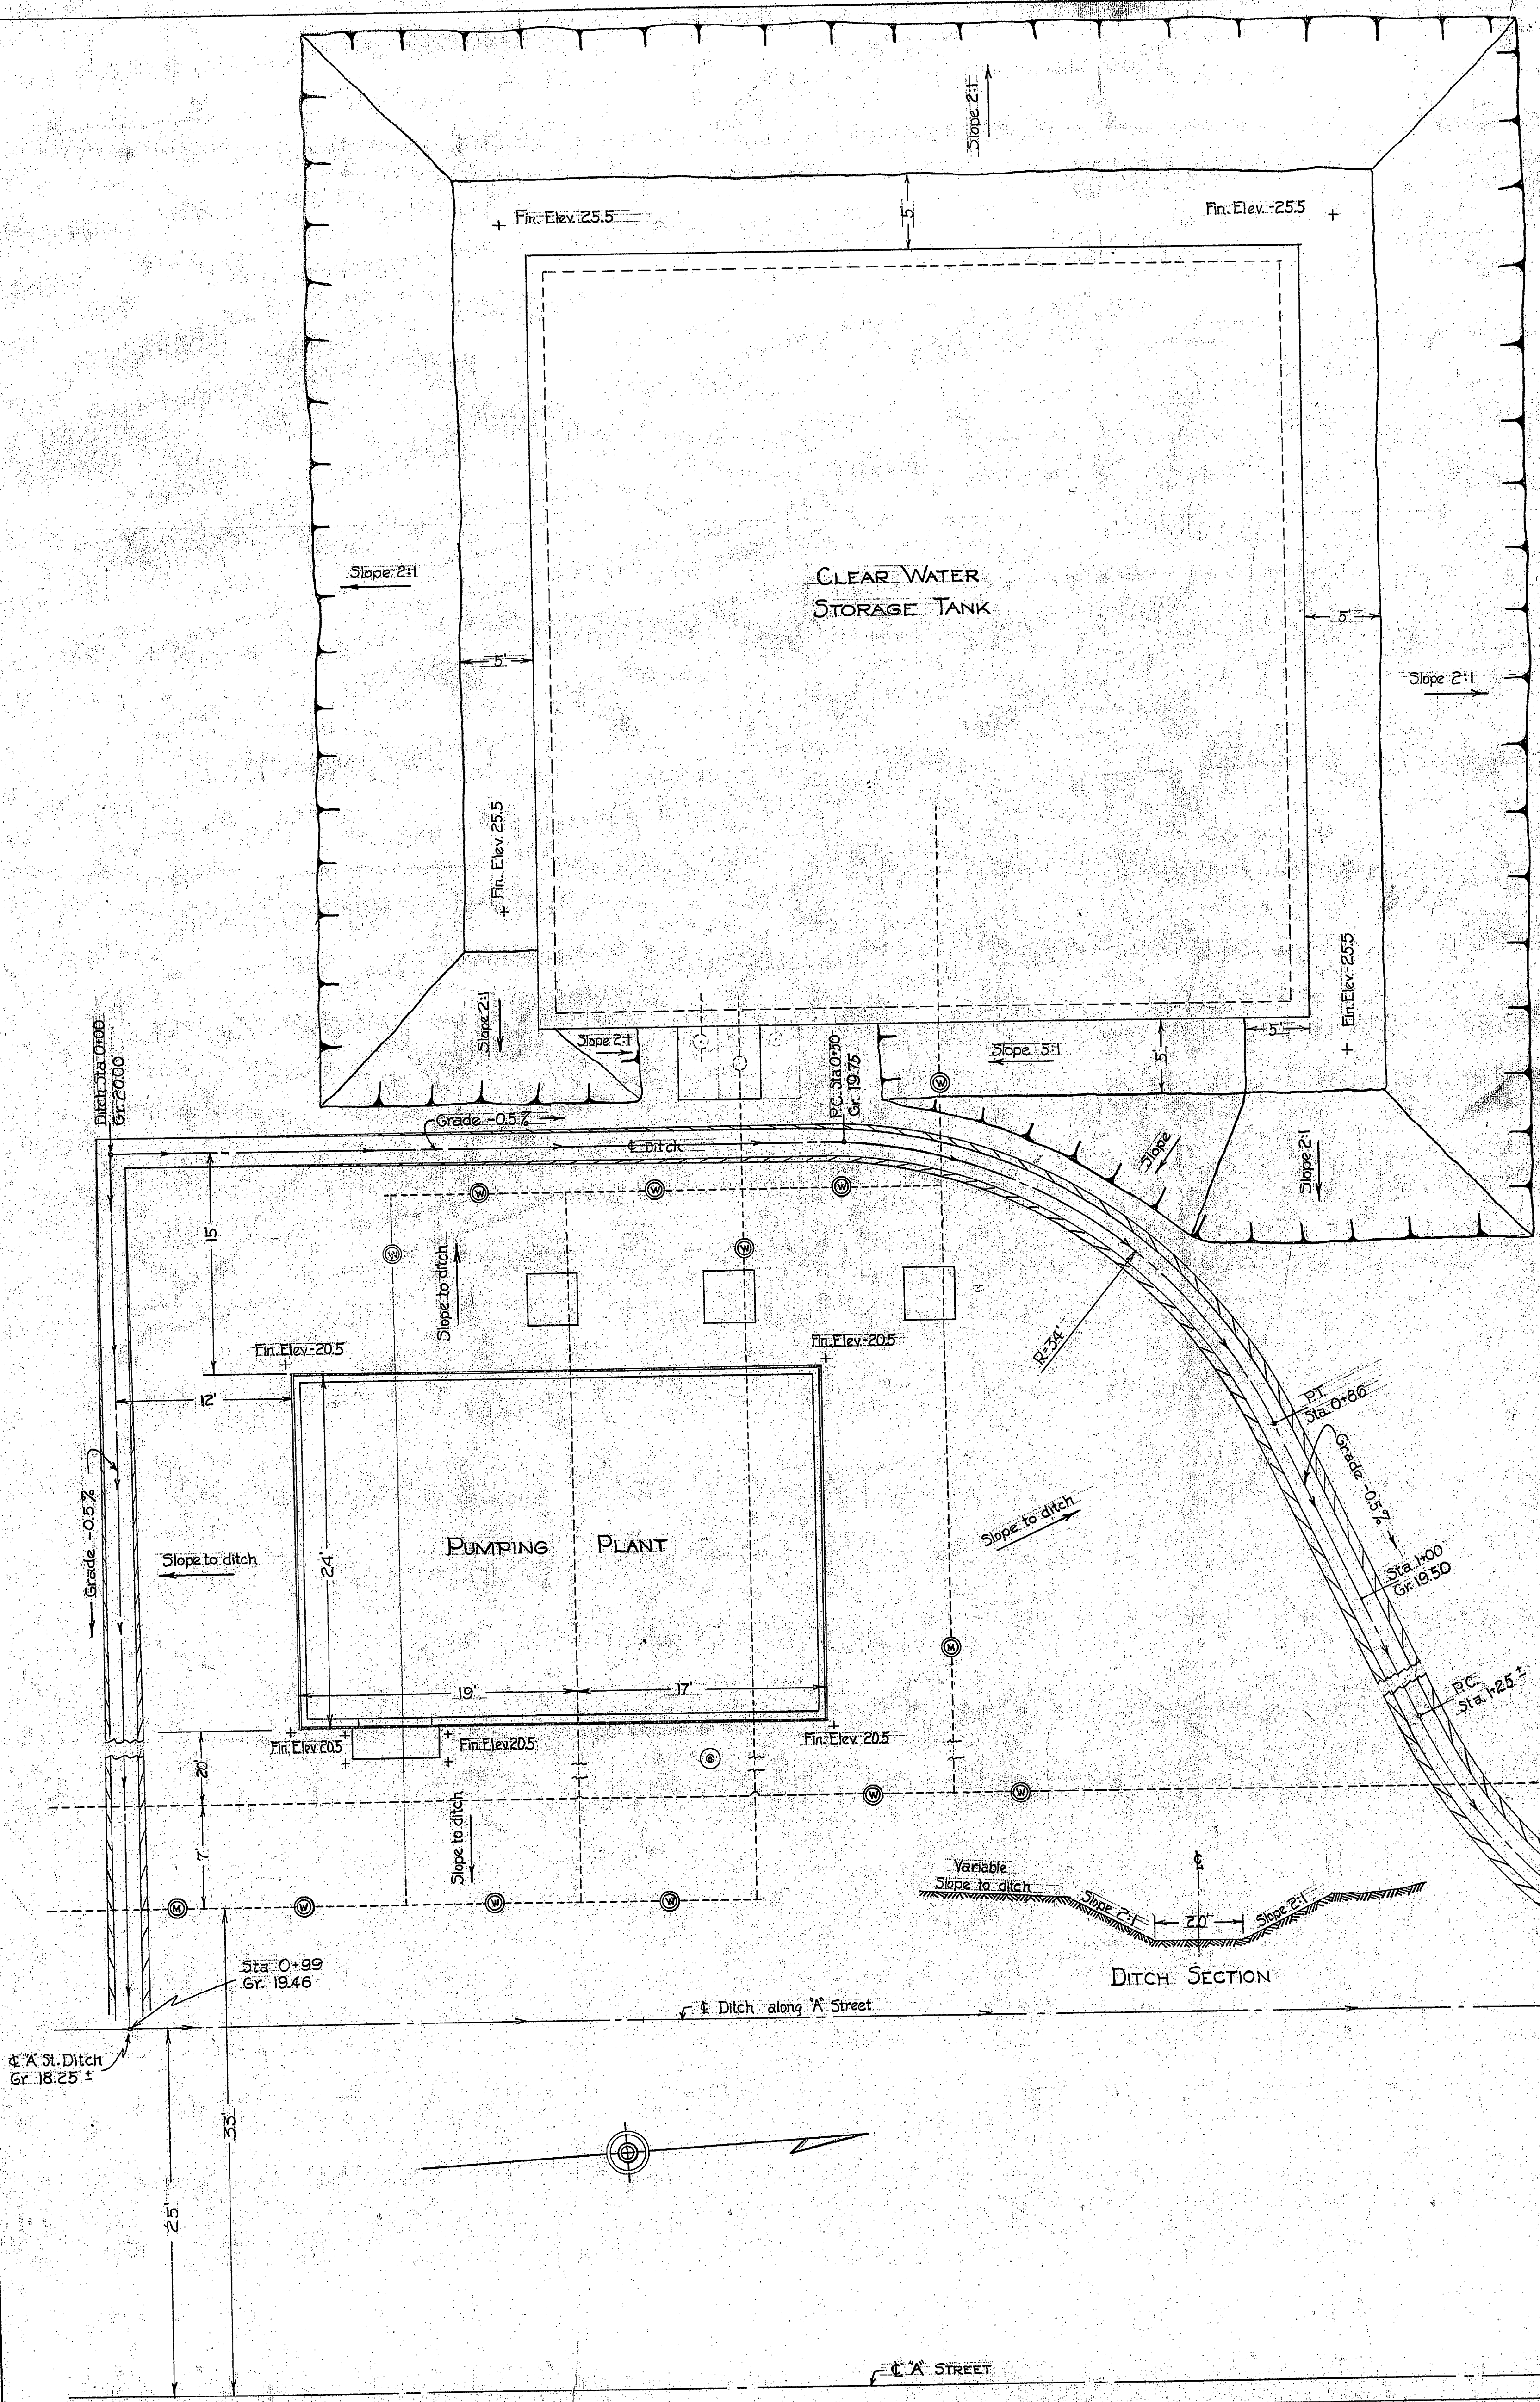 Slope 2:1
Fin. Elev. 25.5
Fin. Elev.-25.5
5'
CLEAR WATER
STORAGE TANK
Slope 2:1
5'
5'
Slope 2:1
Fin. Elev. 25.5
Fin. Elev.-25.5
Slope 2:1
Slope 2:1
P.C. Sta 0+50
Gr. 19.75
Slope 5:1
5'
5'
W
Ditch Sta 0+00
Gr. 20.00
Grade -0.5%
℄ Ditch
Slope
Slope 2:1
W
W
W
15'
W
W
Slope to ditch
R=34'
Fin. Elev.-20.5
Fin. Elev.-20.5
12'
P.T.
Sta. 0+86
Grade -0.5%
Grade -0.5%
24'
Slope to ditch
PUMPING PLANT
Slope to ditch
Sta 1+00
Gr. 19.50
M
19'
17'
P.C.
Sta. 1+25 ±
Fin. Elev. 20.5
Fin. Elev. 20.5
Fin. Elev. 20.5
20'
W
W
7'
Slope to ditch
M
W
W
W
Variable
Slope to ditch
℄
Slope 2:1
2.0'
Slope 2:1
DITCH SECTION
Sta 0+99
Gr. 19.46
℄ Ditch along "A" Street
℄ "A" St. Ditch
Gr. 18.25 ±
35'
25'
℄ "A" STREET